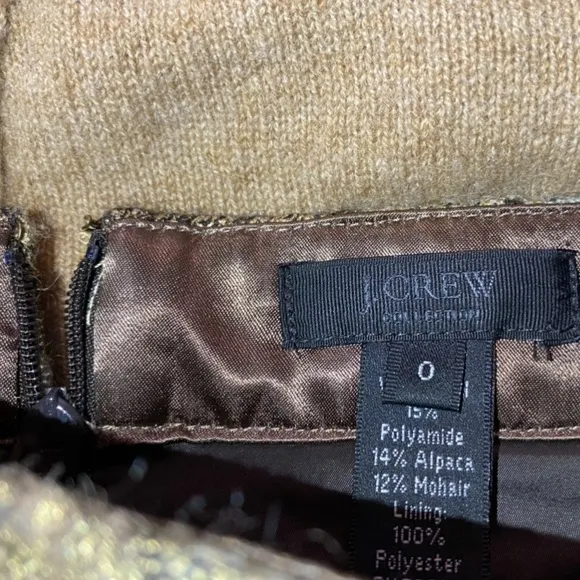 J.CREW
COLLECTION
0
15%
Polyamide
14% Alpaca
12% Mohair
Lining:
100%
Polyester